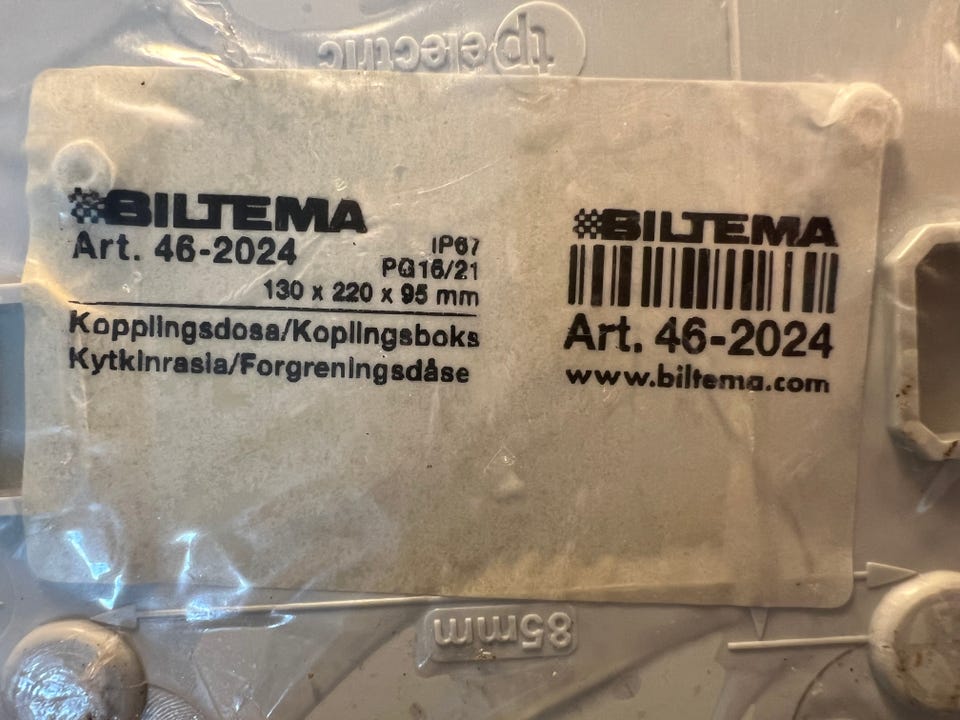 tp electric
BILTEMA
Art. 46-2024
IP67
PG16/21
130 x 220 x 95 mm
Kopplingsdosa/Koplingsboks
Kytkinrasia/Forgreningsdåse
BILTEMA
Art. 46-2024
www.biltema.com
85mm